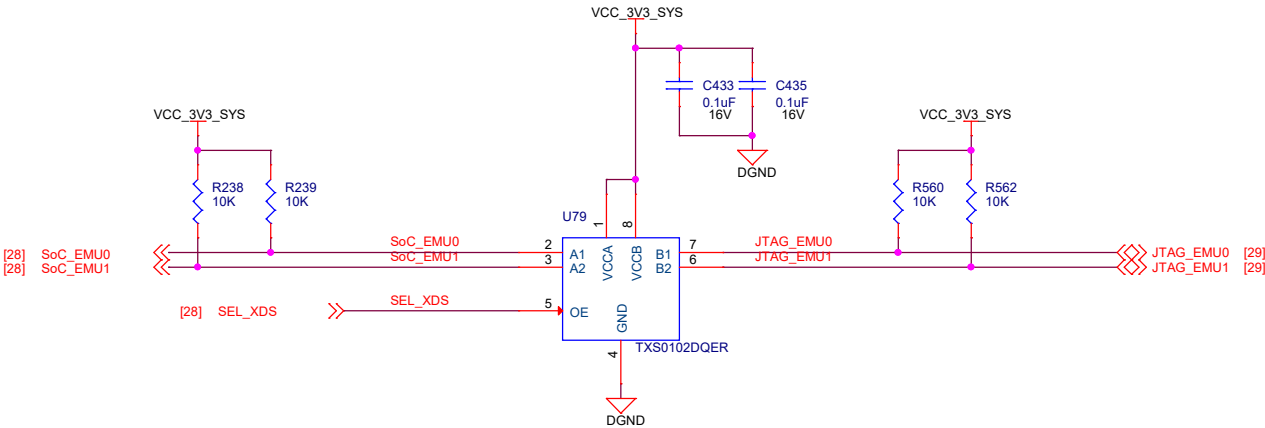 VCC_3V3_SYS
C433
0.1uF
16V
C435
0.1uF
16V
DGND
VCC_3V3_SYS
R238
10K
R239
10K
VCC_3V3_SYS
R560
10K
R562
10K
U79
1
8
VCCA
VCCB
[28] SoC_EMU0
SoC_EMU0
2
A1
B1
7
JTAG_EMU0
JTAG_EMU0 [29]
[28] SoC_EMU1
SoC_EMU1
3
A2
B2
6
JTAG_EMU1
JTAG_EMU1 [29]
[28] SEL_XDS
SEL_XDS
5
OE
GND
4
TXS0102DQER
DGND